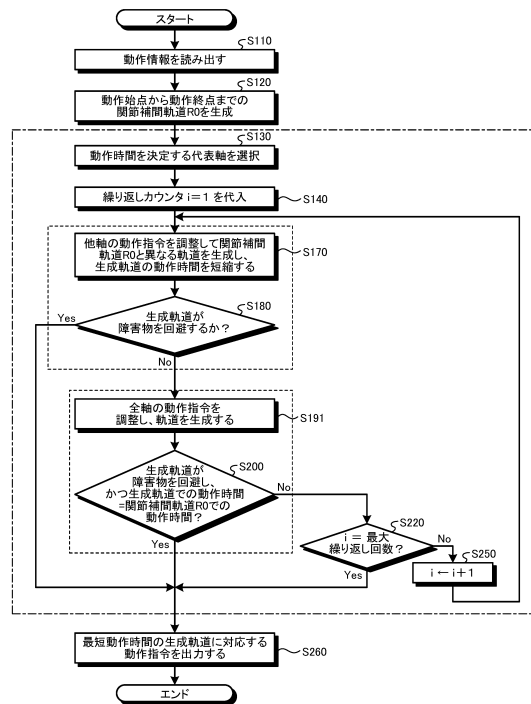 スタート
S110
動作情報を読み出す
S120
動作始点から動作終点までの
関節補間軌道R0を生成
S130
動作時間を決定する代表軸を選択
繰り返しカウンタ i=1 を代入
S140
他軸の動作指令を調整して関節補間
軌道R0と異なる軌道を生成し、
生成軌道の動作時間を短縮する
S170
S180
生成軌道が
障害物を回避するか？
Yes
No
全軸の動作指令を
調整し、軌道を生成する
S191
S200
生成軌道が
障害物を回避し、
かつ生成軌道での動作時間
=関節補間軌道R0での
動作時間？
No
Yes
S220
i = 最大
繰り返し回数？
No
Yes
S250
i ← i+1
最短動作時間の生成軌道に対応する
動作指令を出力する
S260
エンド